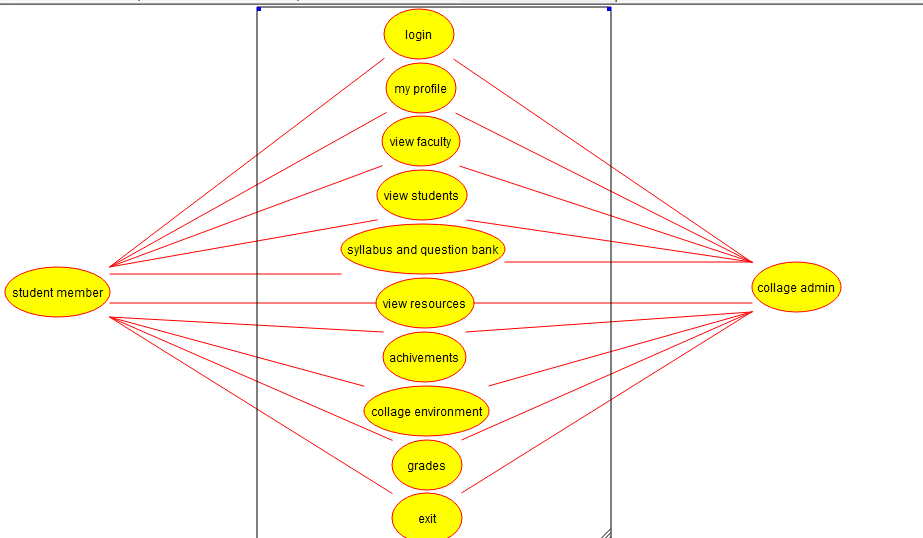 login
my profile
view faculty
view students
syllabus and question bank
student member
collage admin
view resources
achivements
collage environment
grades
exit